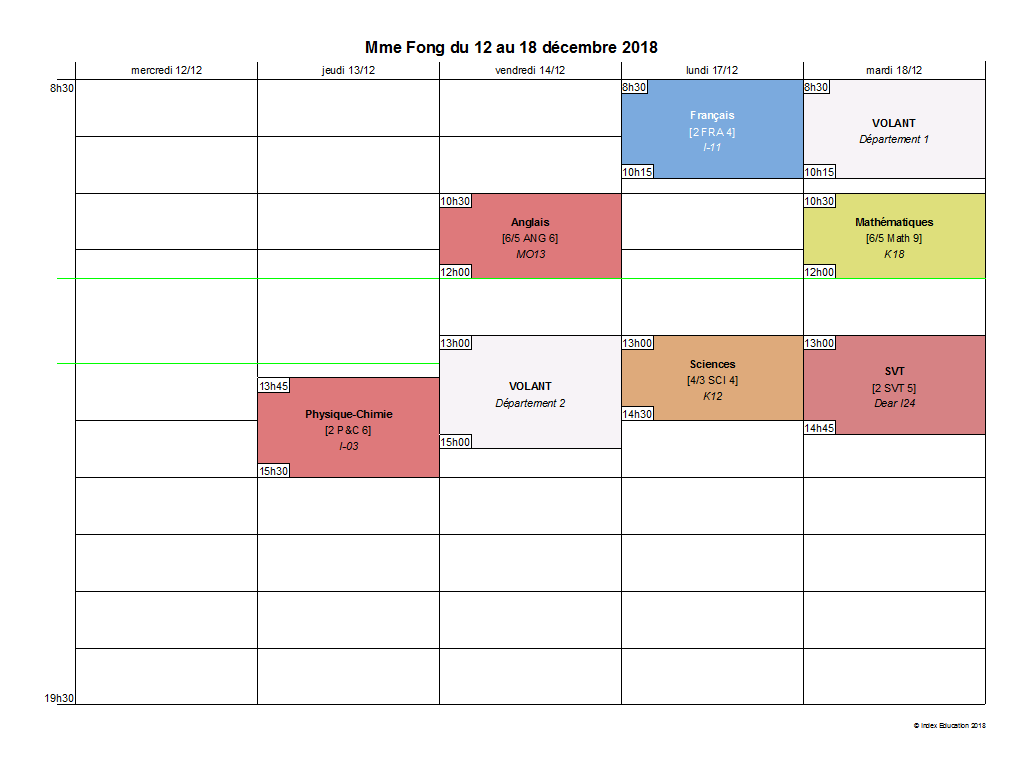 Mme Fong du 12 au 18 décembre 2018
mercredi 12/12
jeudi 13/12
vendredi 14/12
lundi 17/12
mardi 18/12
8h30
8h30
Français
[2 FRA 4]
I-11
10h15
8h30
VOLANT
Département 1
10h15
10h30
Anglais
[6/5 ANG 6]
MO13
12h00
10h30
Mathématiques
[6/5 Math 9]
K18
12h00
13h45
Physique-Chimie
[2 P&C 6]
I-03
15h30
13h00
VOLANT
Département 2
15h00
13h00
Sciences
[4/3 SCI 4]
K12
14h30
13h00
SVT
[2 SVT 5]
Dear I24
14h45
19h30
© Index Education 2018